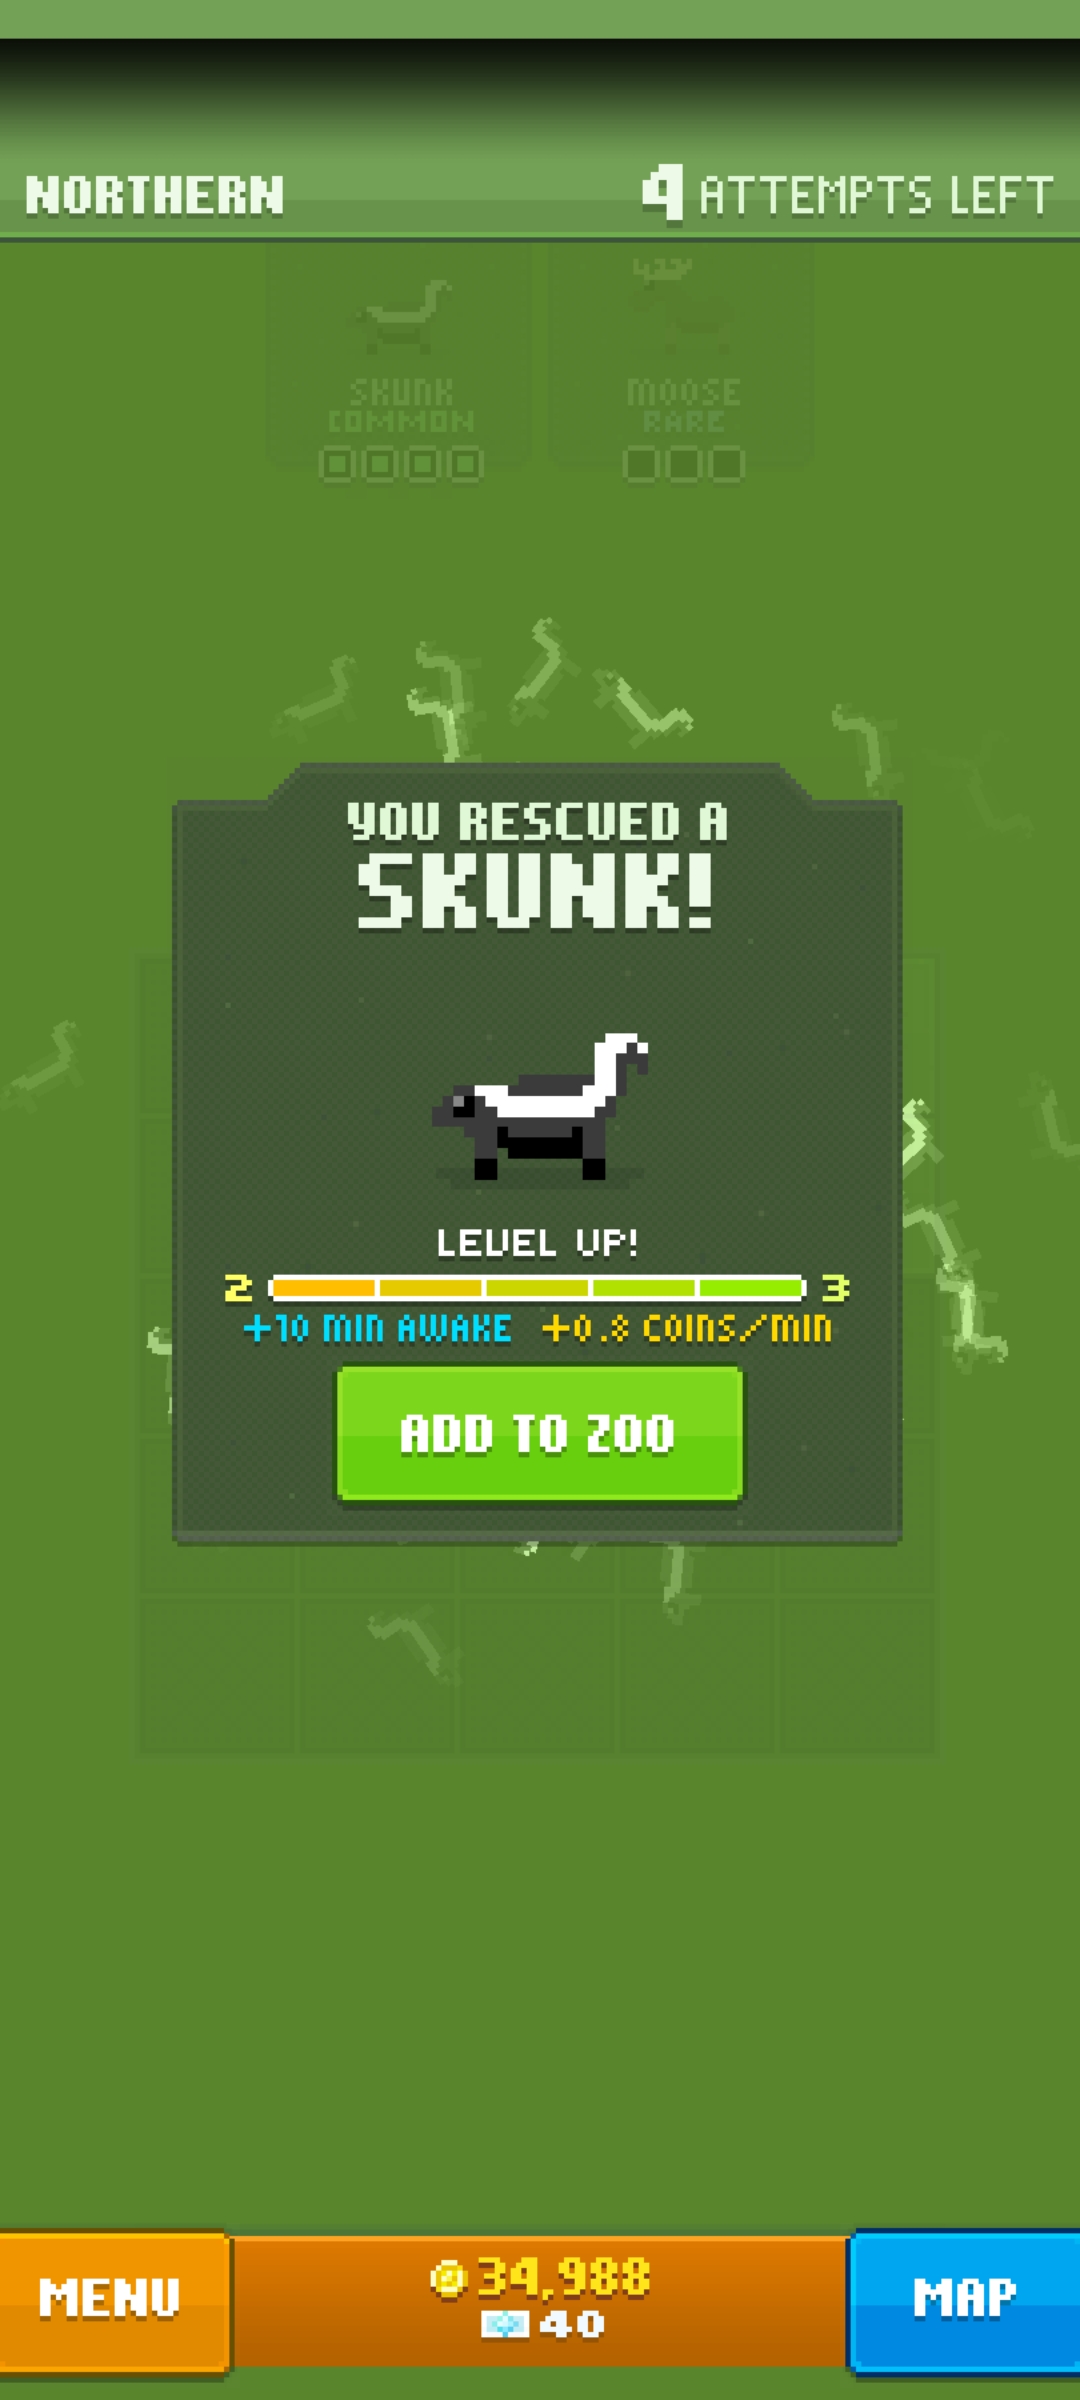 NORTHERN
4 ATTEMPTS LEFT
SKUNK
COMMON
MOOSE
RARE
YOU RESCUED A
SKUNK!
LEVEL UP!
2 3
+10 MIN AWAKE +0.8 COINS/MIN
ADD TO ZOO
MENU
34,988
40
MAP